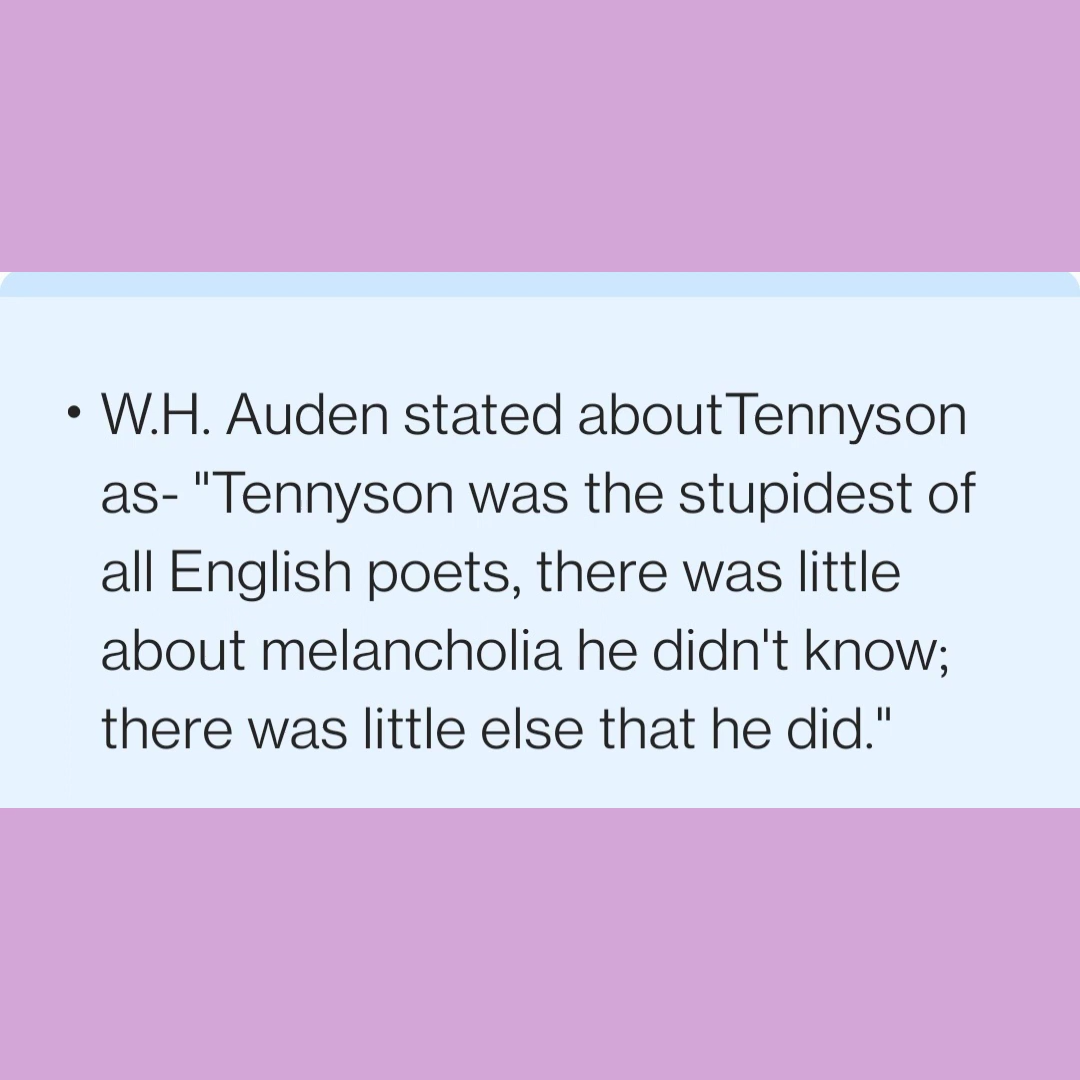 • W.H. Auden stated aboutTennyson
as- "Tennyson was the stupidest of
all English poets, there was little
about melancholia he didn't know;
there was little else that he did."